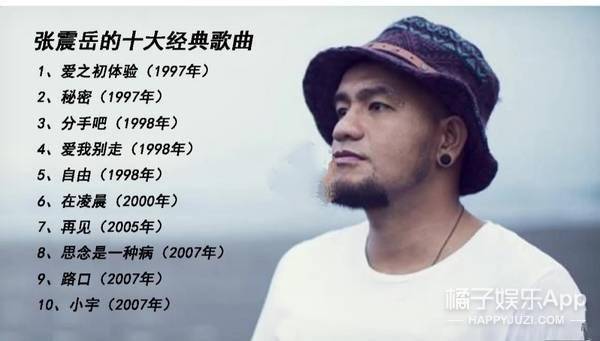 张震岳的十大经典歌曲
1、爱之初体验（1997年）
2、秘密（1997年）
3、分手吧（1998年）
4、爱我别走（1998年）
5、自由（1998年）
6、在凌晨（2000年）
7、再见（2005年）
8、思念是一种病（2007年）
9、路口（2007年）
10、小宇（2007年）
橘子娱乐App
HAPPYJUZI.COM